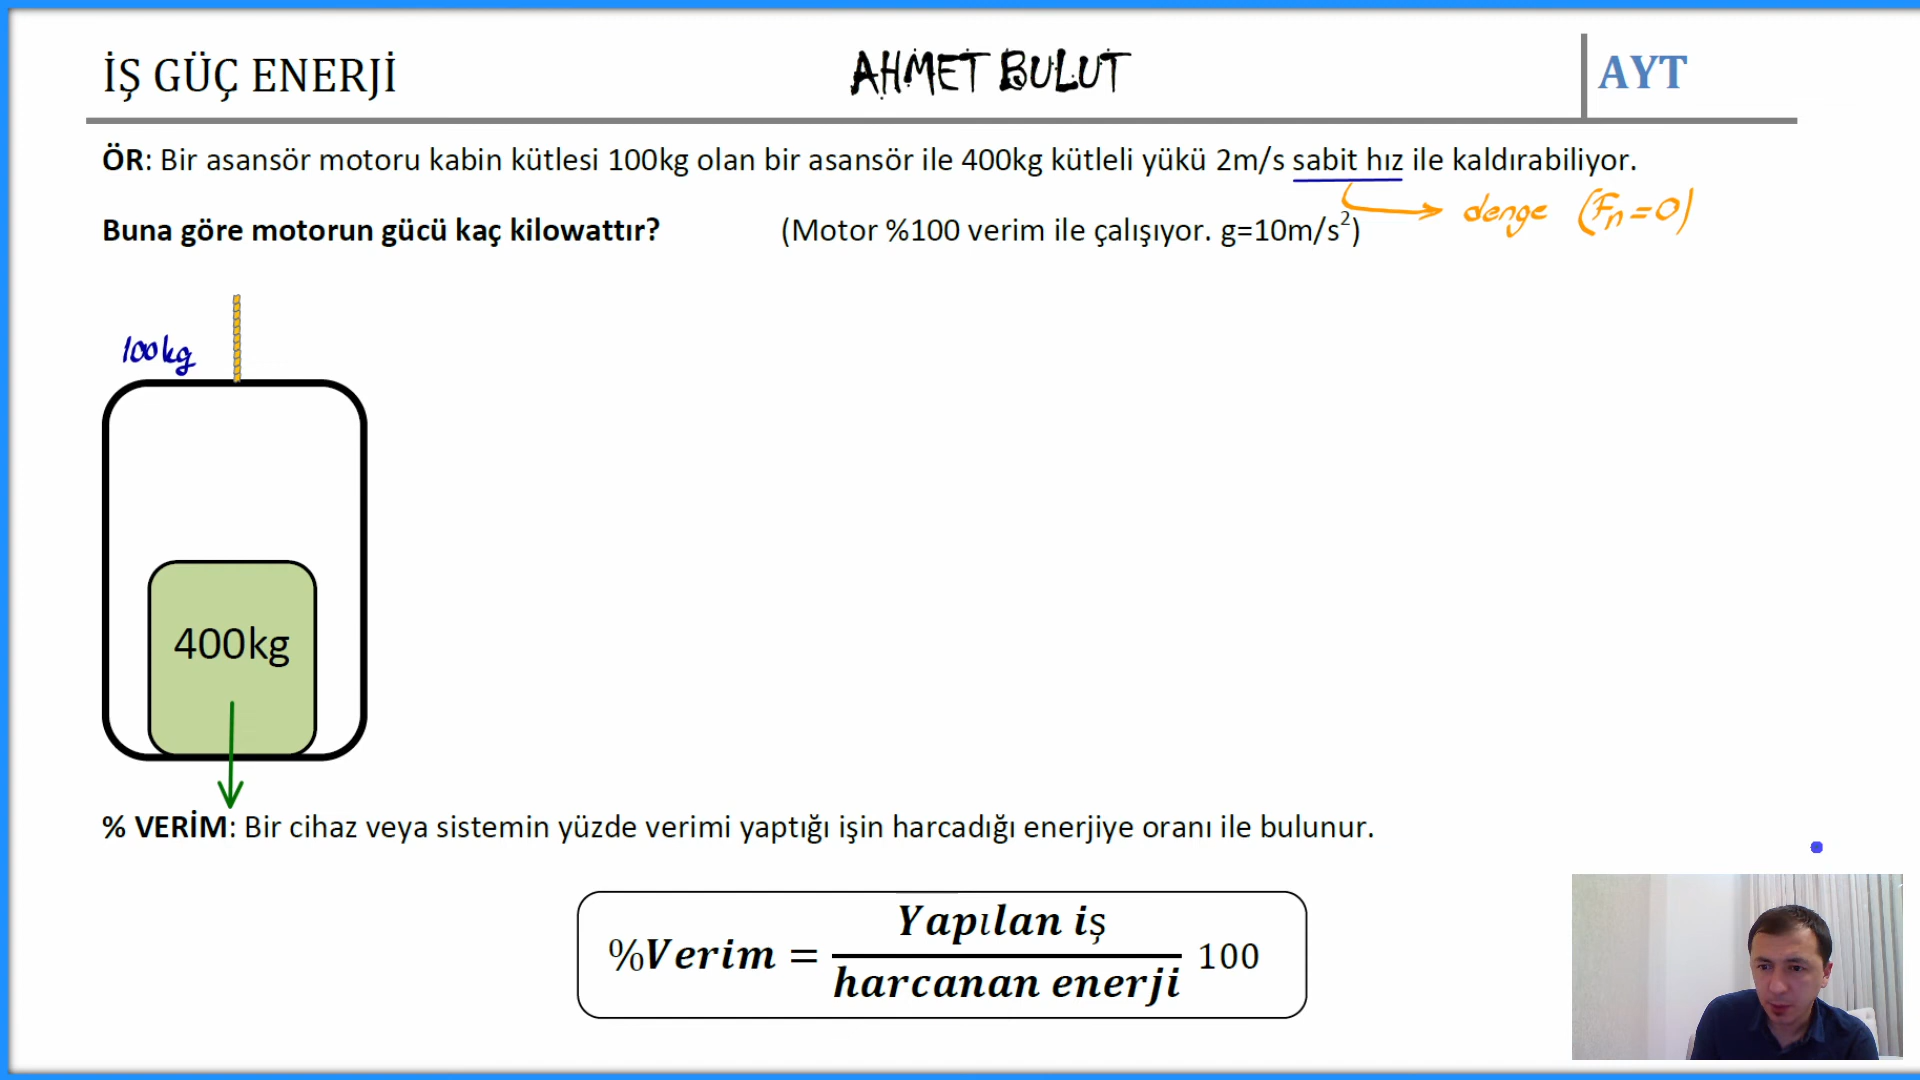 İŞ GÜÇ ENERJİ
AHMET BULUT
AYT
ÖR: Bir asansör motoru kabin kütlesi 100kg olan bir asansör ile 400kg kütleli yükü 2m/s sabit hız ile kaldırabiliyor.
denge (Fn=0)
Buna göre motorun gücü kaç kilowattır? (Motor %100 verim ile çalışıyor. g=10m/s²)
100kg
400kg
% VERİM: Bir cihaz veya sistemin yüzde verimi yaptığı işin harcadığı enerjiye oranı ile bulunur.
%Verim = Yapılan iş / harcanan enerji 100